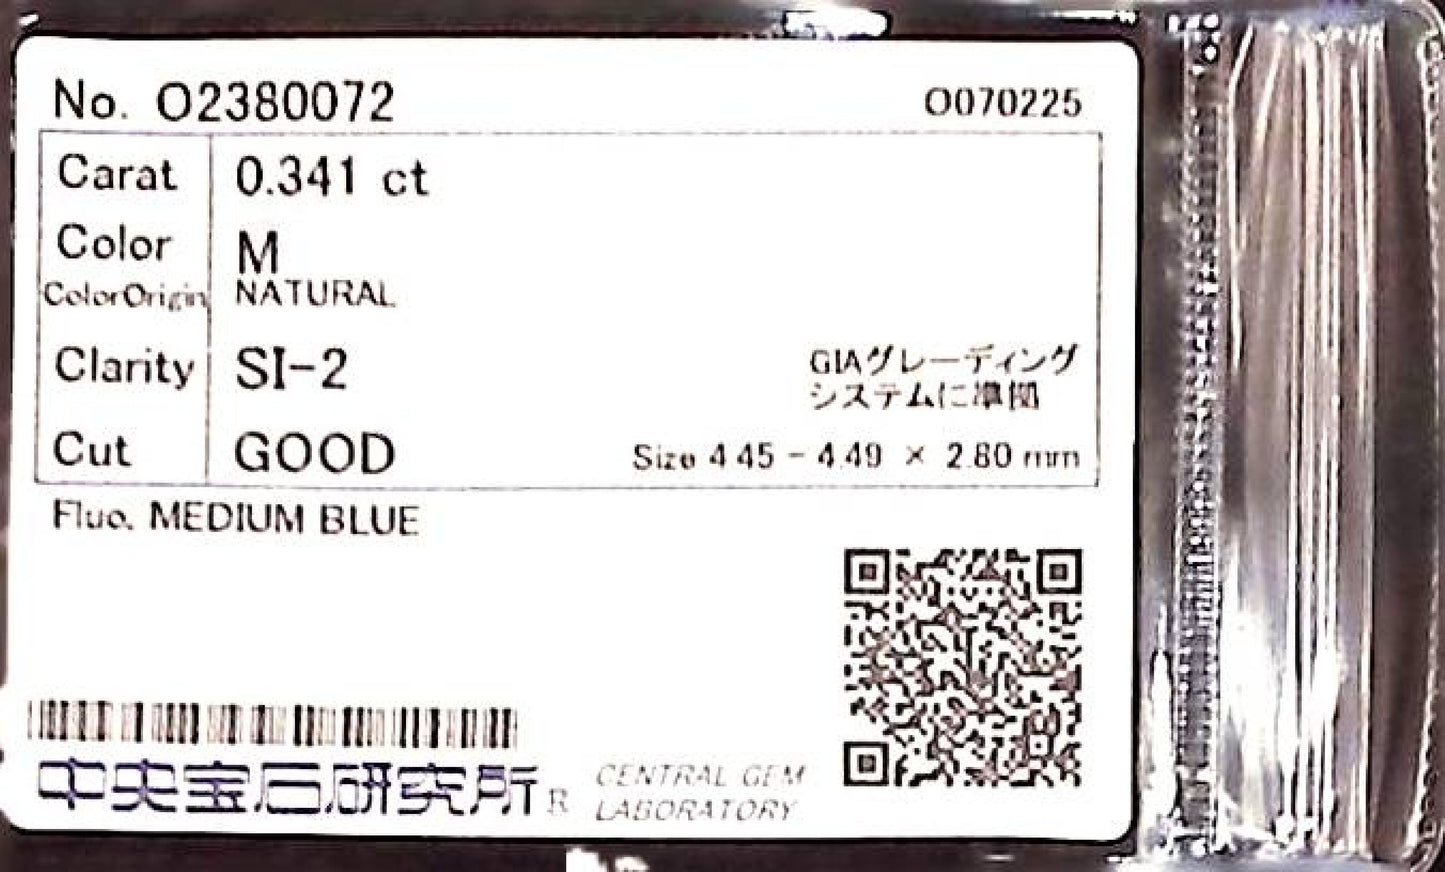 No. O2380072 O070225
Carat 0.341 ct
Color M
ColorOrigin NATURAL
Clarity SI-2
GIAグレーディング
システムに準拠
Cut GOOD Size 4.45 - 4.49 × 2.80 mm
Fluo. MEDIUM BLUE
中央宝石研究所 R
CENTRAL GEM
LABORATORY